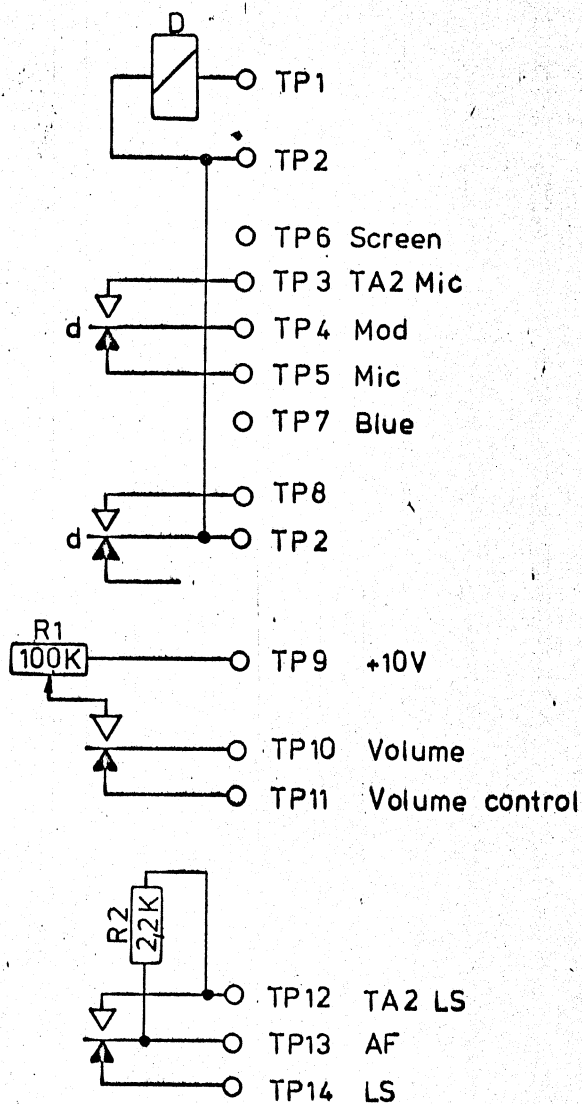 D
TP1
TP2
TP6 Screen
TP3 TA2 Mic
d TP4 Mod
TP5 Mic
TP7 Blue
TP8
d TP2
R1
100K TP9 +10V
TP10 Volume
TP11 Volume control
R2 2,2K
TP12 TA2 LS
TP13 AF
TP14 LS